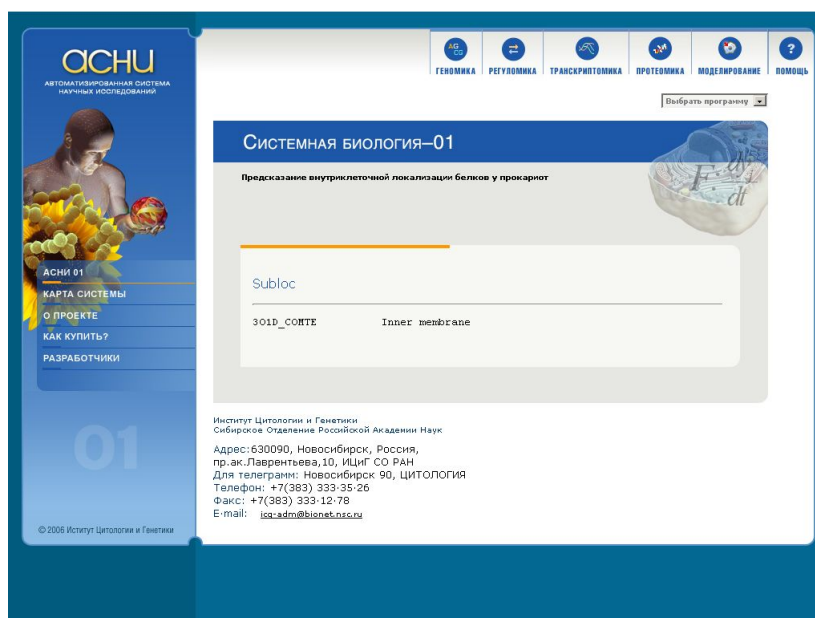 асни
АВТОМАТИЗИРОВАННАЯ СИСТЕМА
НАУЧНЫХ ИССЛЕДОВАНИЙ
AG
CG
ГЕНОМИКА
РЕГУЛОМИКА
ТРАНСКРИПТОМИКА
ПРОТЕОМИКА
МОДЕЛИРОВАНИЕ
?
ПОМОЩЬ
Выбрать программу
СИСТЕМНАЯ БИОЛОГИЯ–01
Предсказание внутриклеточной локализации белков у прокариот
АСНИ 01
КАРТА СИСТЕМЫ
О ПРОЕКТЕ
КАК КУПИТЬ?
РАЗРАБОТЧИКИ
01
© 2006 Иститут Цитологии и Генетики
Subloc
3O1D_COMTE Inner membrane
Институт Цитологии и Генетики
Сибирское Отделение Российской Академии Наук
Адрес:630090, Новосибирск, Россия,
пр.ак.Лаврентьева,10, ИЦиГ СО РАН
Для телеграмм: Новосибирск 90, ЦИТОЛОГИЯ
Телефон: +7(383) 333-35-26
Факс: +7(383) 333-12-78
E-mail: icg-adm@bionet.nsc.ru